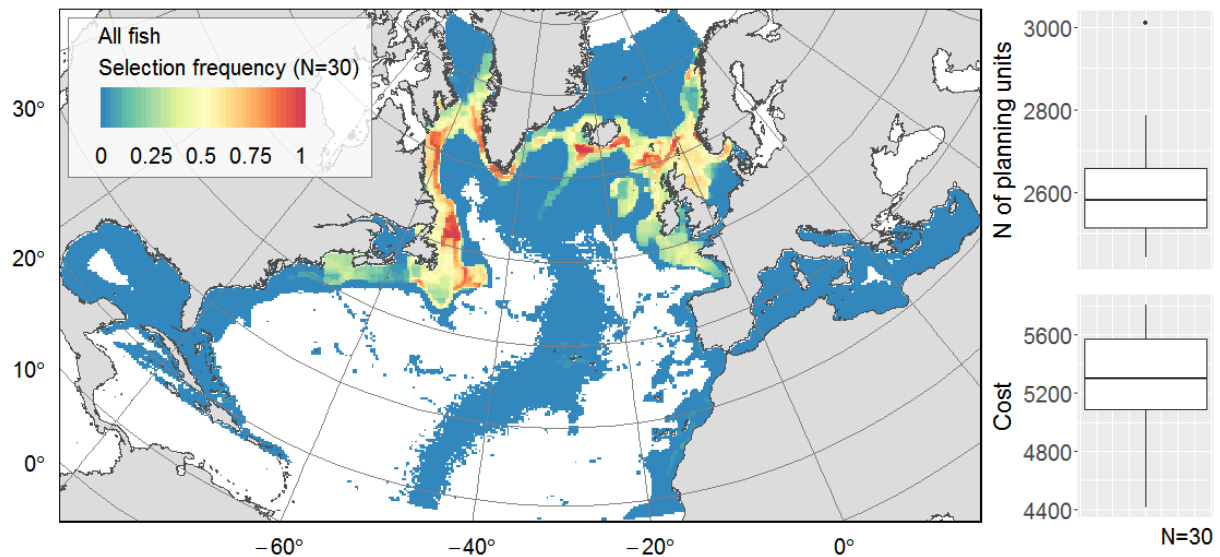 All fish
Selection frequency (N=30)
0 0.25 0.5 0.75 1
30°
20°
10°
0°
−60° −40° −20° 0°
N of planning units
3000
2800
2600
Cost
5600
5200
4800
4400
N=30